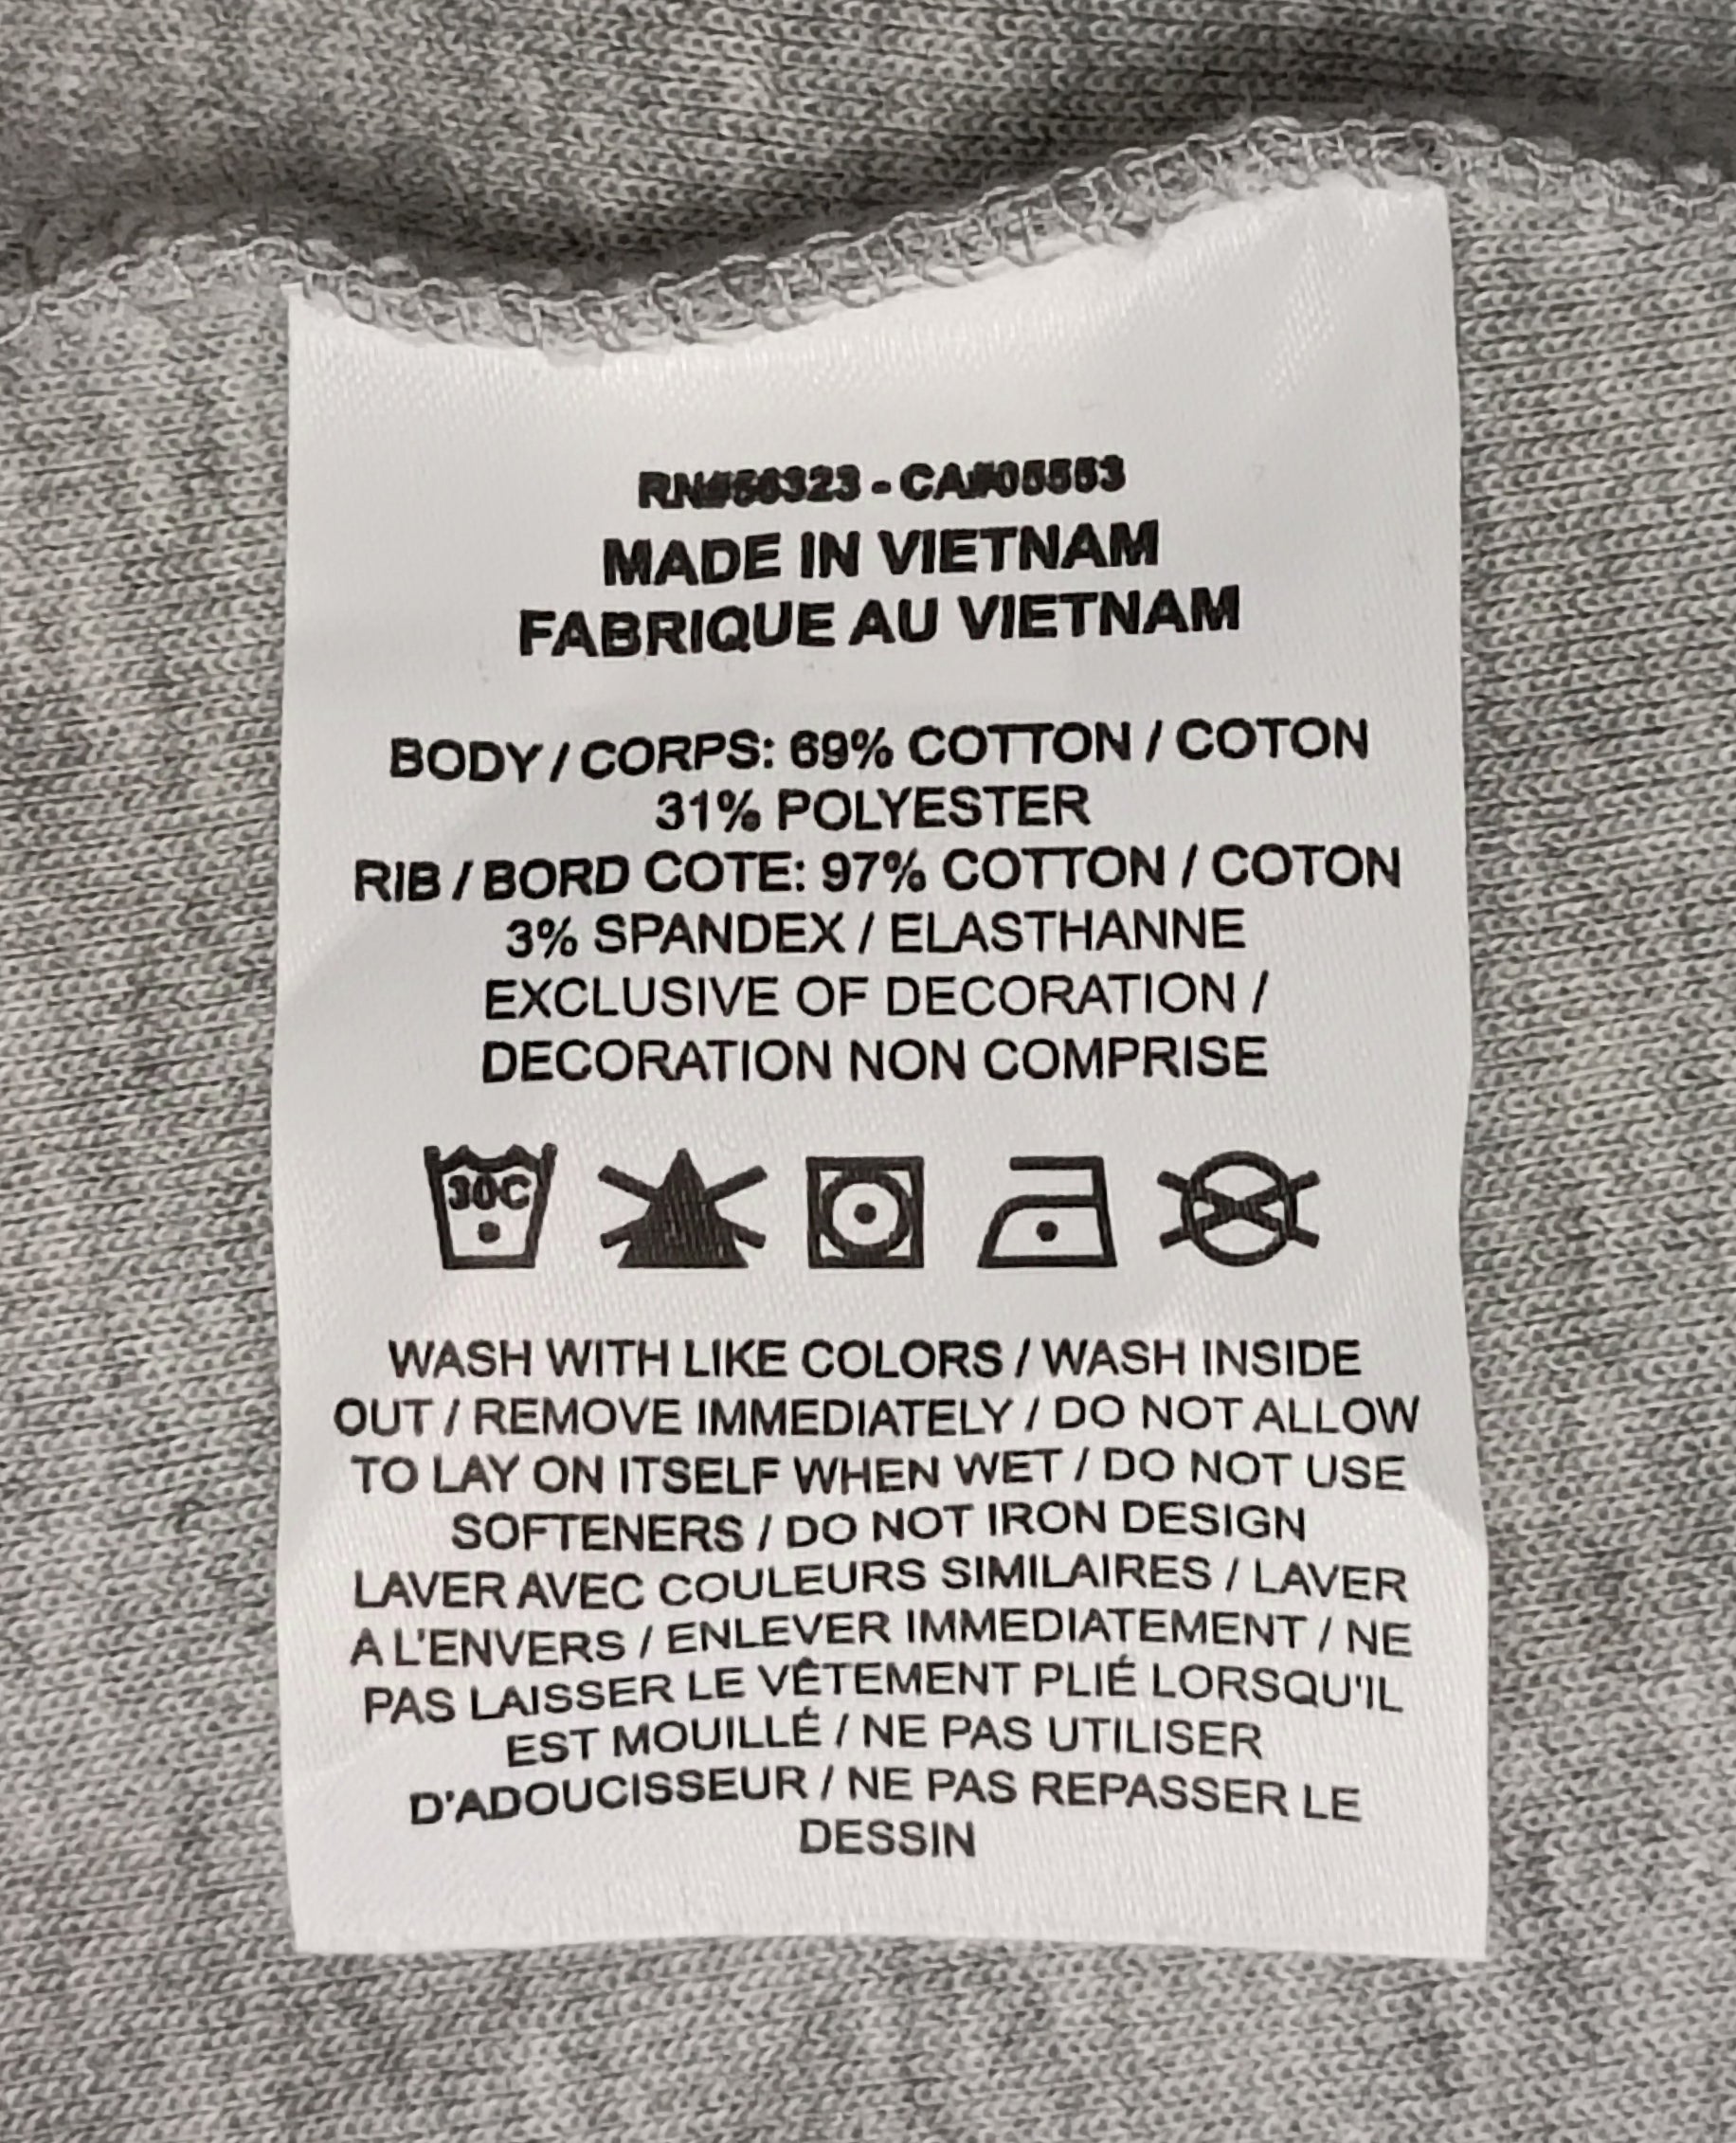 RN#56323 - CA#05553
MADE IN VIETNAM
FABRIQUE AU VIETNAM
BODY / CORPS: 69% COTTON / COTON
31% POLYESTER
RIB / BORD COTE: 97% COTTON / COTON
3% SPANDEX / ELASTHANNE
EXCLUSIVE OF DECORATION /
DECORATION NON COMPRISE
30C
WASH WITH LIKE COLORS / WASH INSIDE
OUT / REMOVE IMMEDIATELY / DO NOT ALLOW
TO LAY ON ITSELF WHEN WET / DO NOT USE
SOFTENERS / DO NOT IRON DESIGN
LAVER AVEC COULEURS SIMILAIRES / LAVER
A L'ENVERS / ENLEVER IMMEDIATEMENT / NE
PAS LAISSER LE VÊTEMENT PLIÉ LORSQU'IL
EST MOUILLÉ / NE PAS UTILISER
D'ADOUCISSEUR / NE PAS REPASSER LE
DESSIN